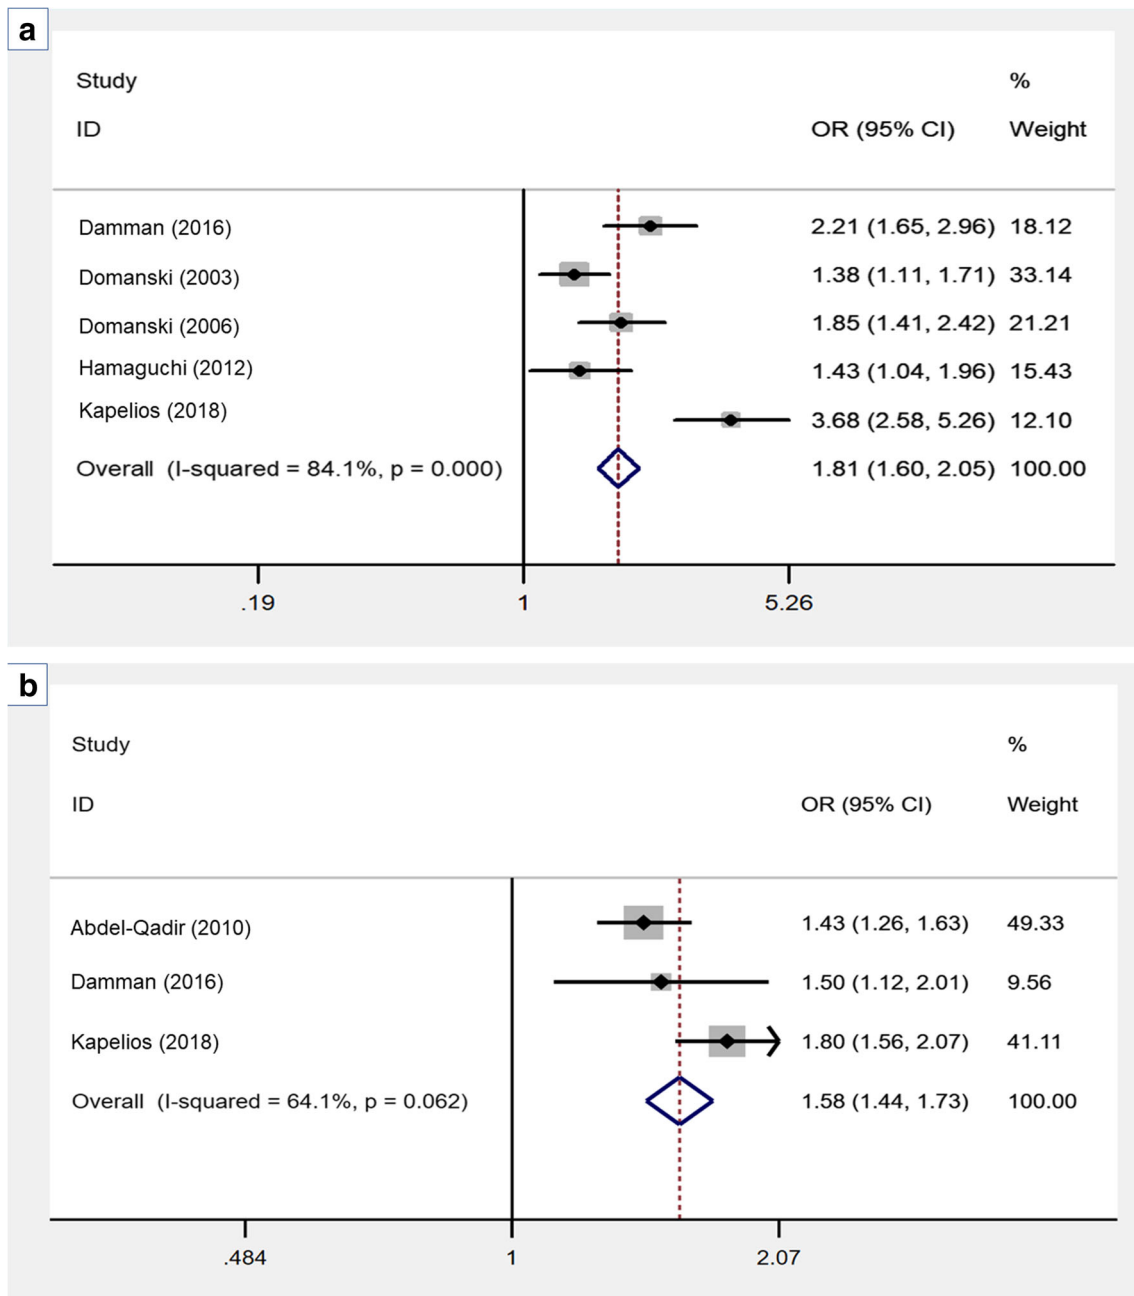 a
Study %
ID OR (95% CI) Weight
Damman (2016) 2.21 (1.65, 2.96) 18.12
Domanski (2003) 1.38 (1.11, 1.71) 33.14
Domanski (2006) 1.85 (1.41, 2.42) 21.21
Hamaguchi (2012) 1.43 (1.04, 1.96) 15.43
Kapelios (2018) 3.68 (2.58, 5.26) 12.10
Overall (I-squared = 84.1%, p = 0.000) 1.81 (1.60, 2.05) 100.00
.19 1 5.26
b
Study %
ID OR (95% CI) Weight
Abdel-Qadir (2010) 1.43 (1.26, 1.63) 49.33
Damman (2016) 1.50 (1.12, 2.01) 9.56
Kapelios (2018) 1.80 (1.56, 2.07) 41.11
Overall (I-squared = 64.1%, p = 0.062) 1.58 (1.44, 1.73) 100.00
.484 1 2.07